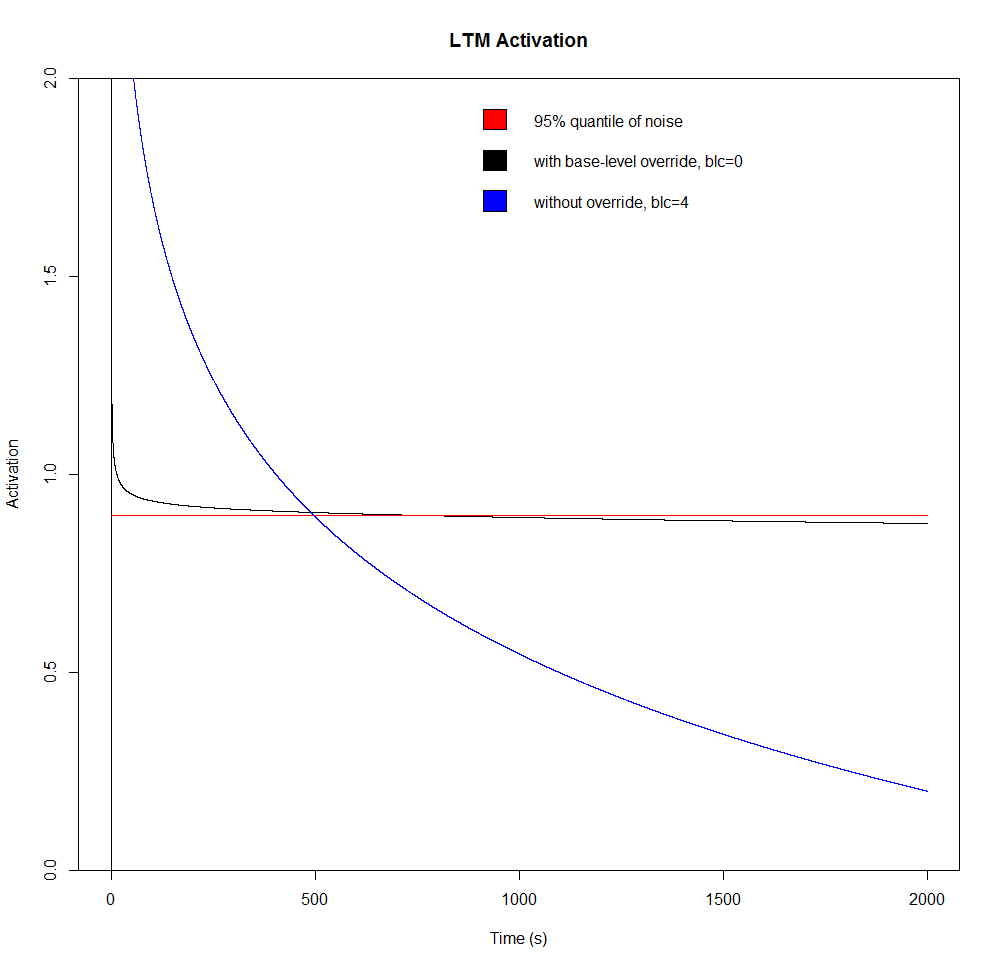 LTM Activation
95% quantile of noise
with base-level override, blc=0
without override, blc=4
Activation
2.0
1.5
1.0
0.5
0.0
0
500
1000
1500
2000
Time (s)